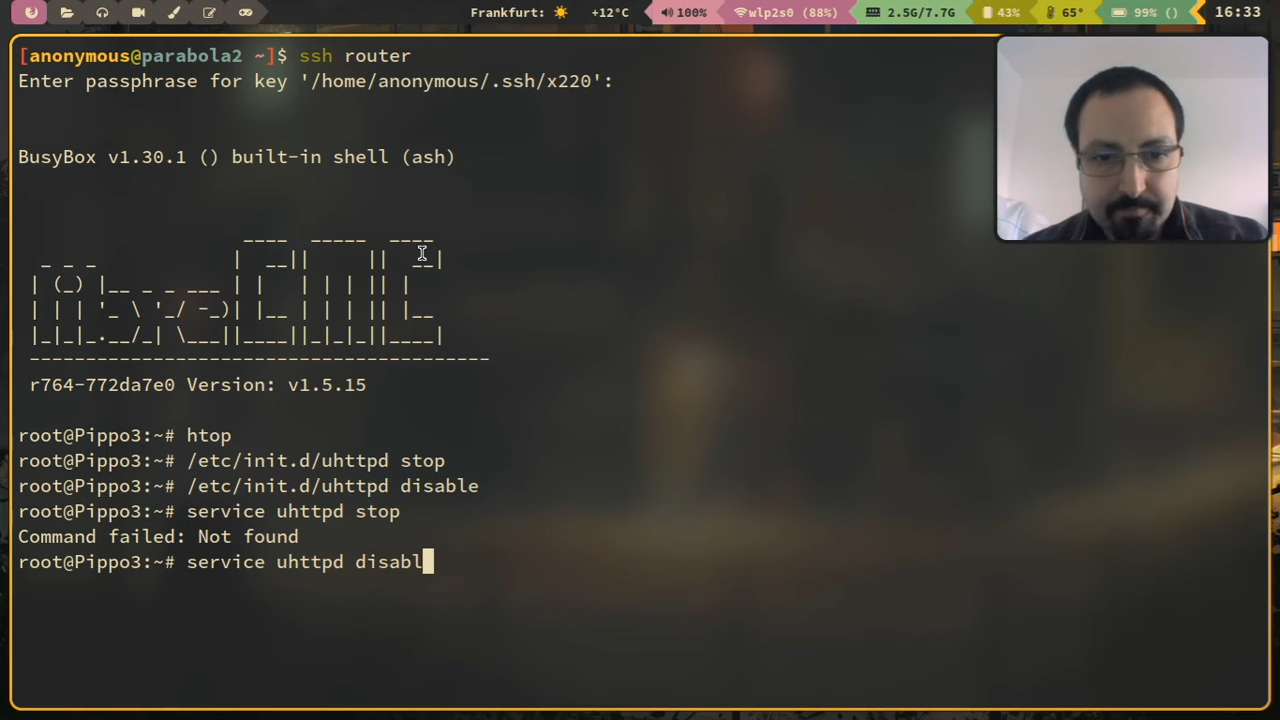 Frankfurt: ☀️ +12°C 100% wlp2s0 (88%) 2.5G/7.7G 43% 65° 99% () 16:33
[anonymous@parabola2 ~]$ ssh router
Enter passphrase for key '/home/anonymous/.ssh/x220':
BusyBox v1.30.1 () built-in shell (ash)
LibreCMC
r764-772da7e0 Version: v1.5.15
root@Pippo3:~# htop
root@Pippo3:~# /etc/init.d/uhttpd stop
root@Pippo3:~# /etc/init.d/uhttpd disable
root@Pippo3:~# service uhttpd stop
Command failed: Not found
root@Pippo3:~# service uhttpd disabl